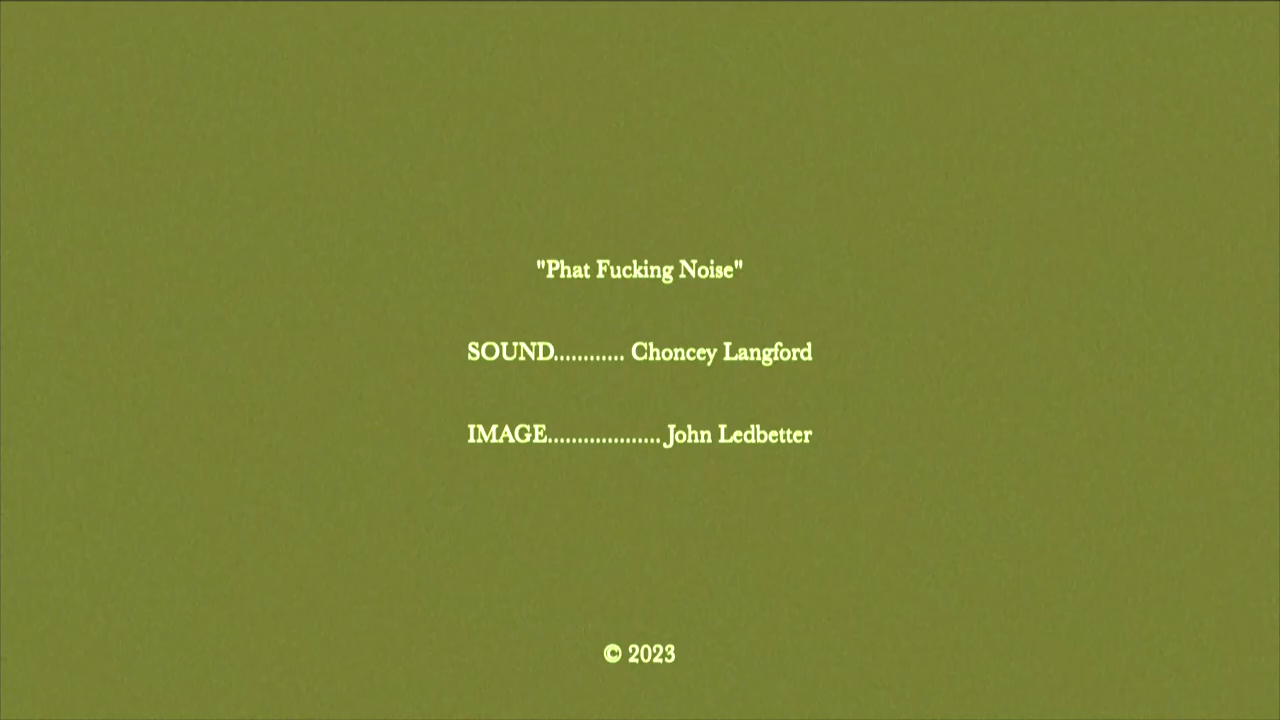 "Phat Fucking Noise"
SOUND............ Choncey Langford
IMAGE................... John Ledbetter
© 2023